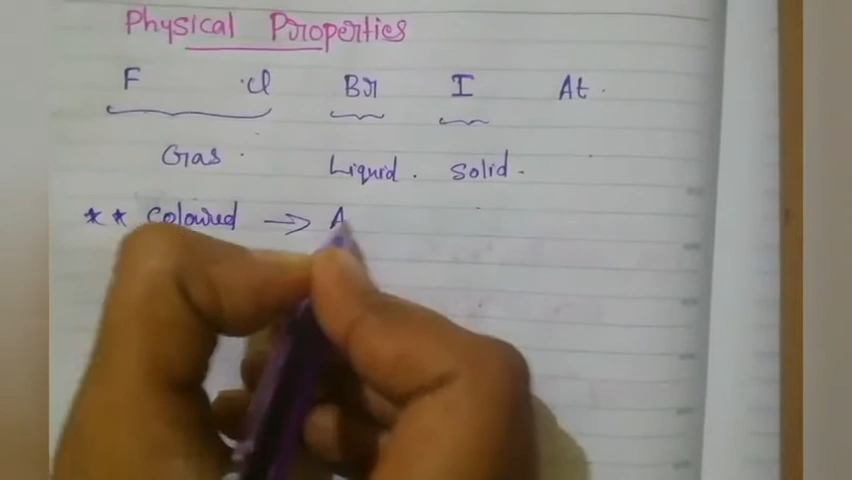 Physical Properties
F Cl Br I At.
Gas. Liquid. Solid.
** Coloured → A